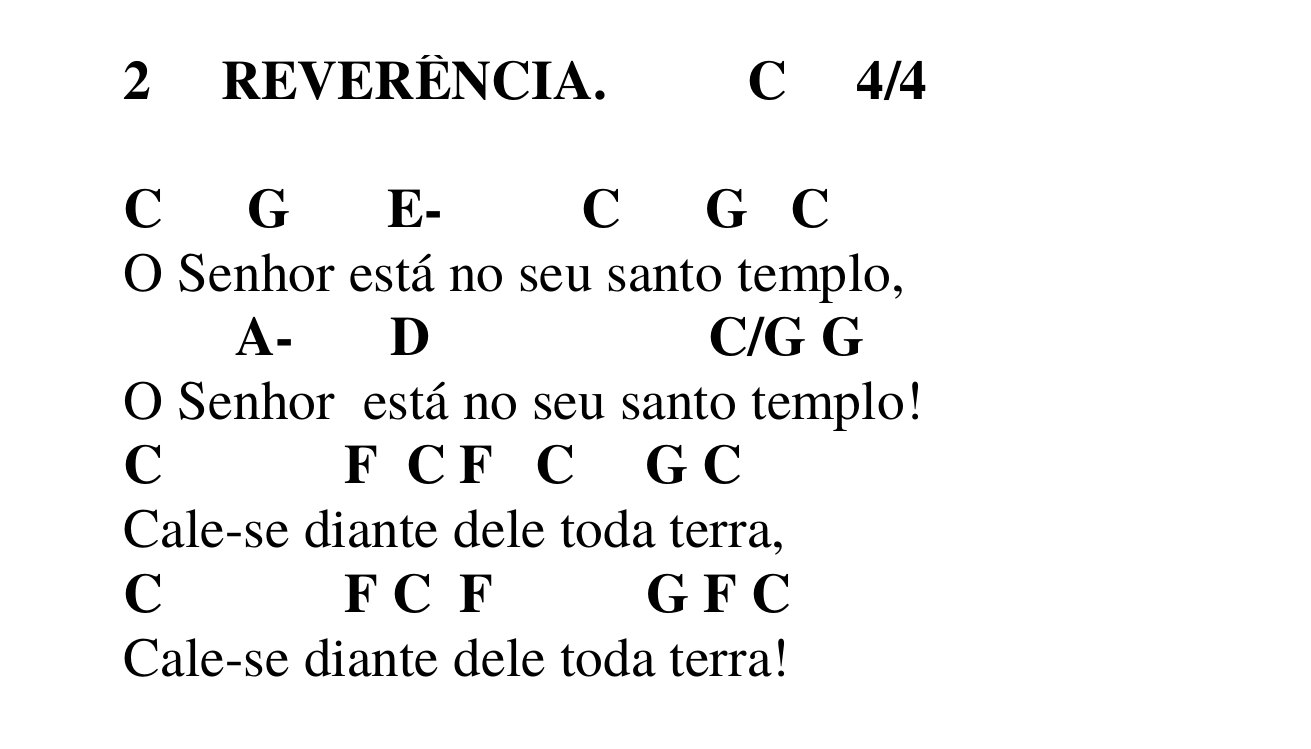 2 REVERÊNCIA. C 4/4
C G E- C G C
O Senhor está no seu santo templo,
A- D C/G G
O Senhor está no seu santo templo!
C F C F C G C
Cale-se diante dele toda terra,
C F C F G F C
Cale-se diante dele toda terra!